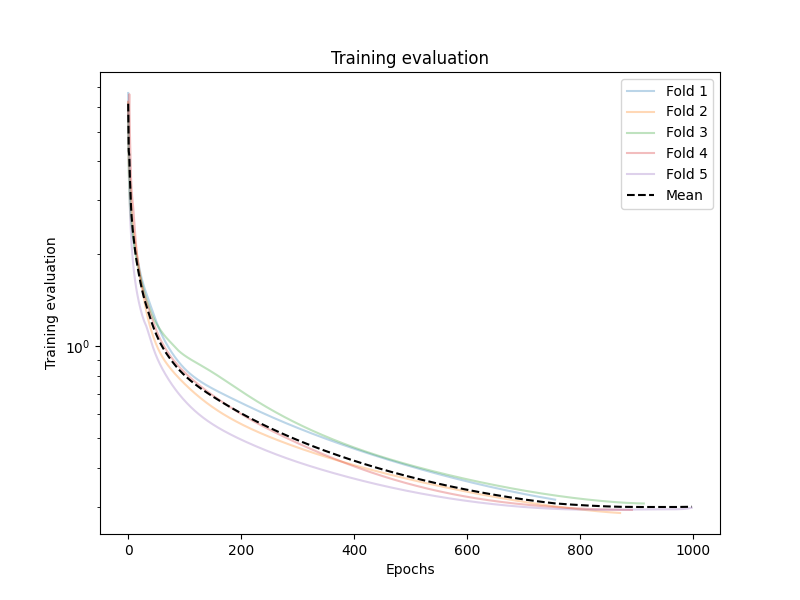 Training evaluation
Fold 1
Fold 2
Fold 3
Fold 4
Fold 5
Mean
Training evaluation
10⁰
0 200 400 600 800 1000
Epochs